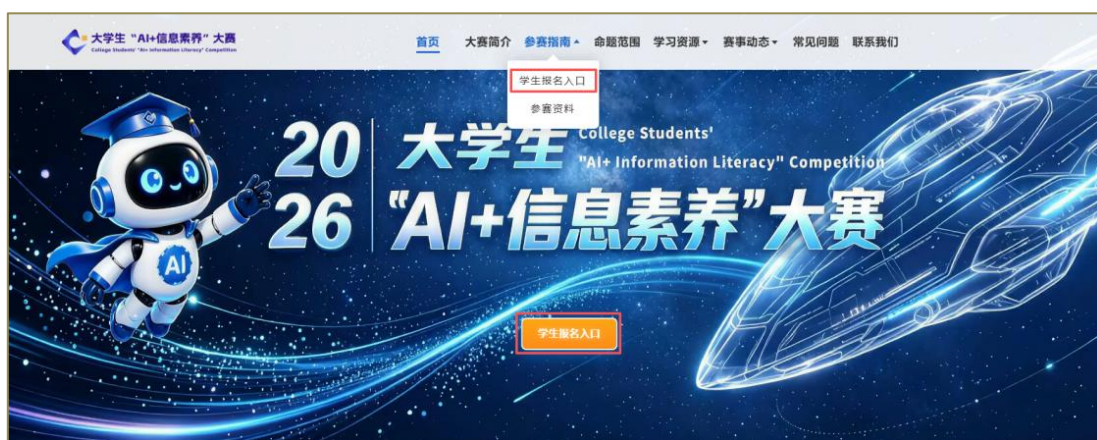 大学生 “AI+信息素养” 大赛
College Students' "AI+ Information Literacy" Competition
首页 大赛简介 参赛指南 命题范围 学习资源 赛事动态 常见问题 联系我们
学生报名入口
参赛资料
2026
大学生
College Students'
"AI+ Information Literacy" Competition
“AI+信息素养”大赛
AI
学生报名入口